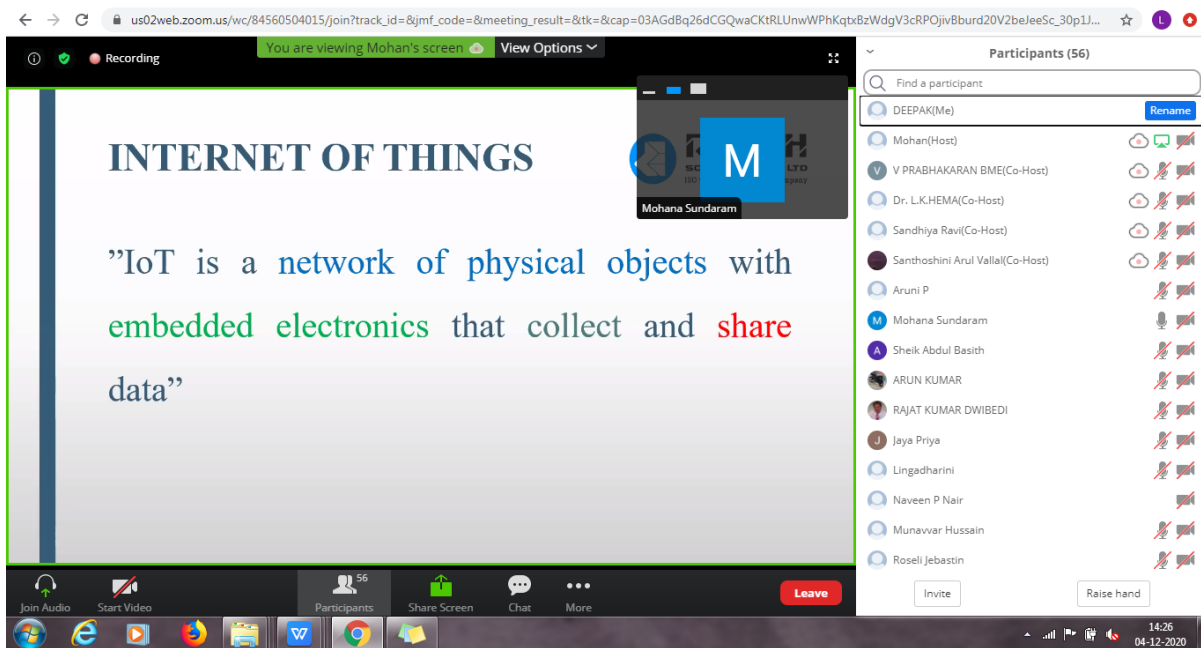 us02web.zoom.us/wc/84560504015/join?track_id=&jmf_code=&meeting_result=&tk=&cap=03AGdBq26dCGQwaCKtRLUnwWPhKqtxBzWdgV3cRPOjivBburd20V2beJeeSc_30p1J...
L
Recording
You are viewing Mohan's screen
View Options
INTERNET OF THINGS
M
LTD
ISO
Mohana Sundaram
”IoT is a network of physical objects with
embedded electronics that collect and share
data”
Join Audio
Start Video
56
Participants
Share Screen
Chat
More
Leave
Participants (56)
Find a participant
DEEPAK(Me)
Rename
Mohan(Host)
V
V PRABHAKARAN BME(Co-Host)
Dr. L.K.HEMA(Co-Host)
Sandhiya Ravi(Co-Host)
Santhoshini Arul Vallal(Co-Host)
Aruni P
M
Mohana Sundaram
A
Sheik Abdul Basith
ARUN KUMAR
RAJAT KUMAR DWIBEDI
J
Jaya Priya
Lingadharini
Naveen P Nair
Munavvar Hussain
Roseli Jebastin
Invite
Raise hand
14:26
04-12-2020